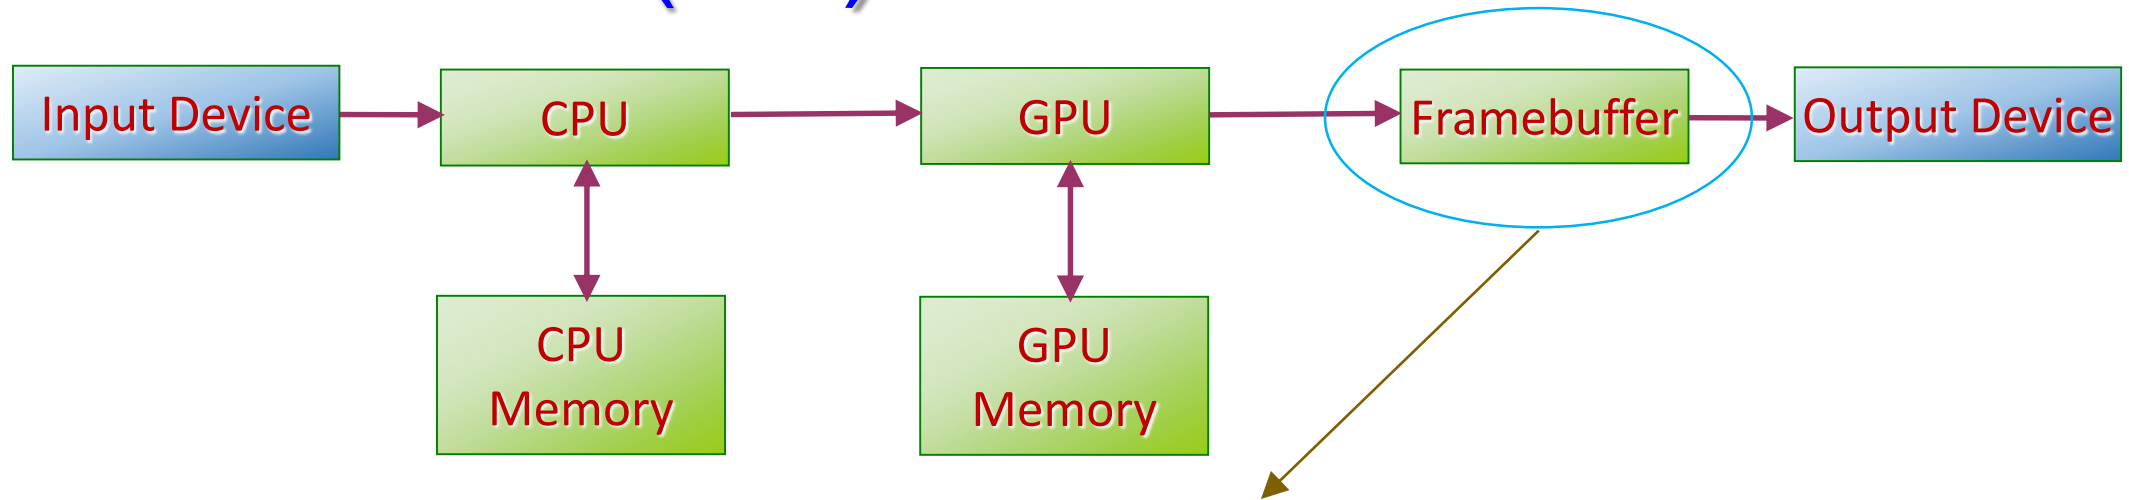 Input Device
CPU
GPU
Framebuffer
Output Device
CPU
Memory
GPU
Memory